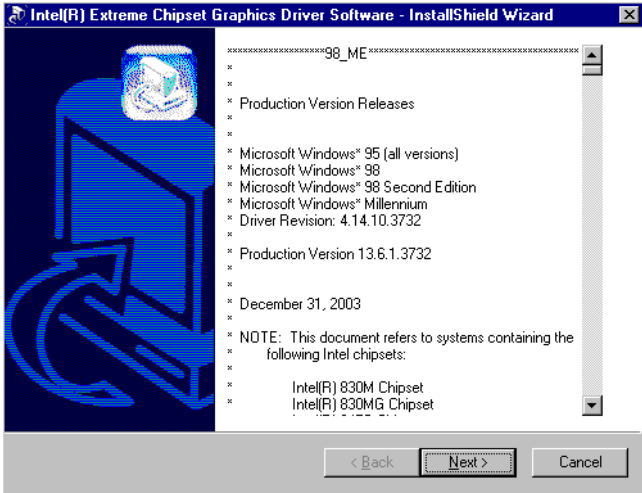 Intel(R) Extreme Chipset Graphics Driver Software - InstallShield Wizard
*****************98_ME*************************************
*
*
* Production Version Releases
*
*
* Microsoft Windows* 95 (all versions)
* Microsoft Windows* 98
* Microsoft Windows* 98 Second Edition
* Microsoft Windows* Millennium
* Driver Revision: 4.14.10.3732
*
* Production Version 13.6.1.3732
*
*
* December 31, 2003
*
* NOTE: This document refers to systems containing the
* following Intel chipsets:
*
* Intel(R) 830M Chipset
* Intel(R) 830MG Chipset
< Back
Next >
Cancel